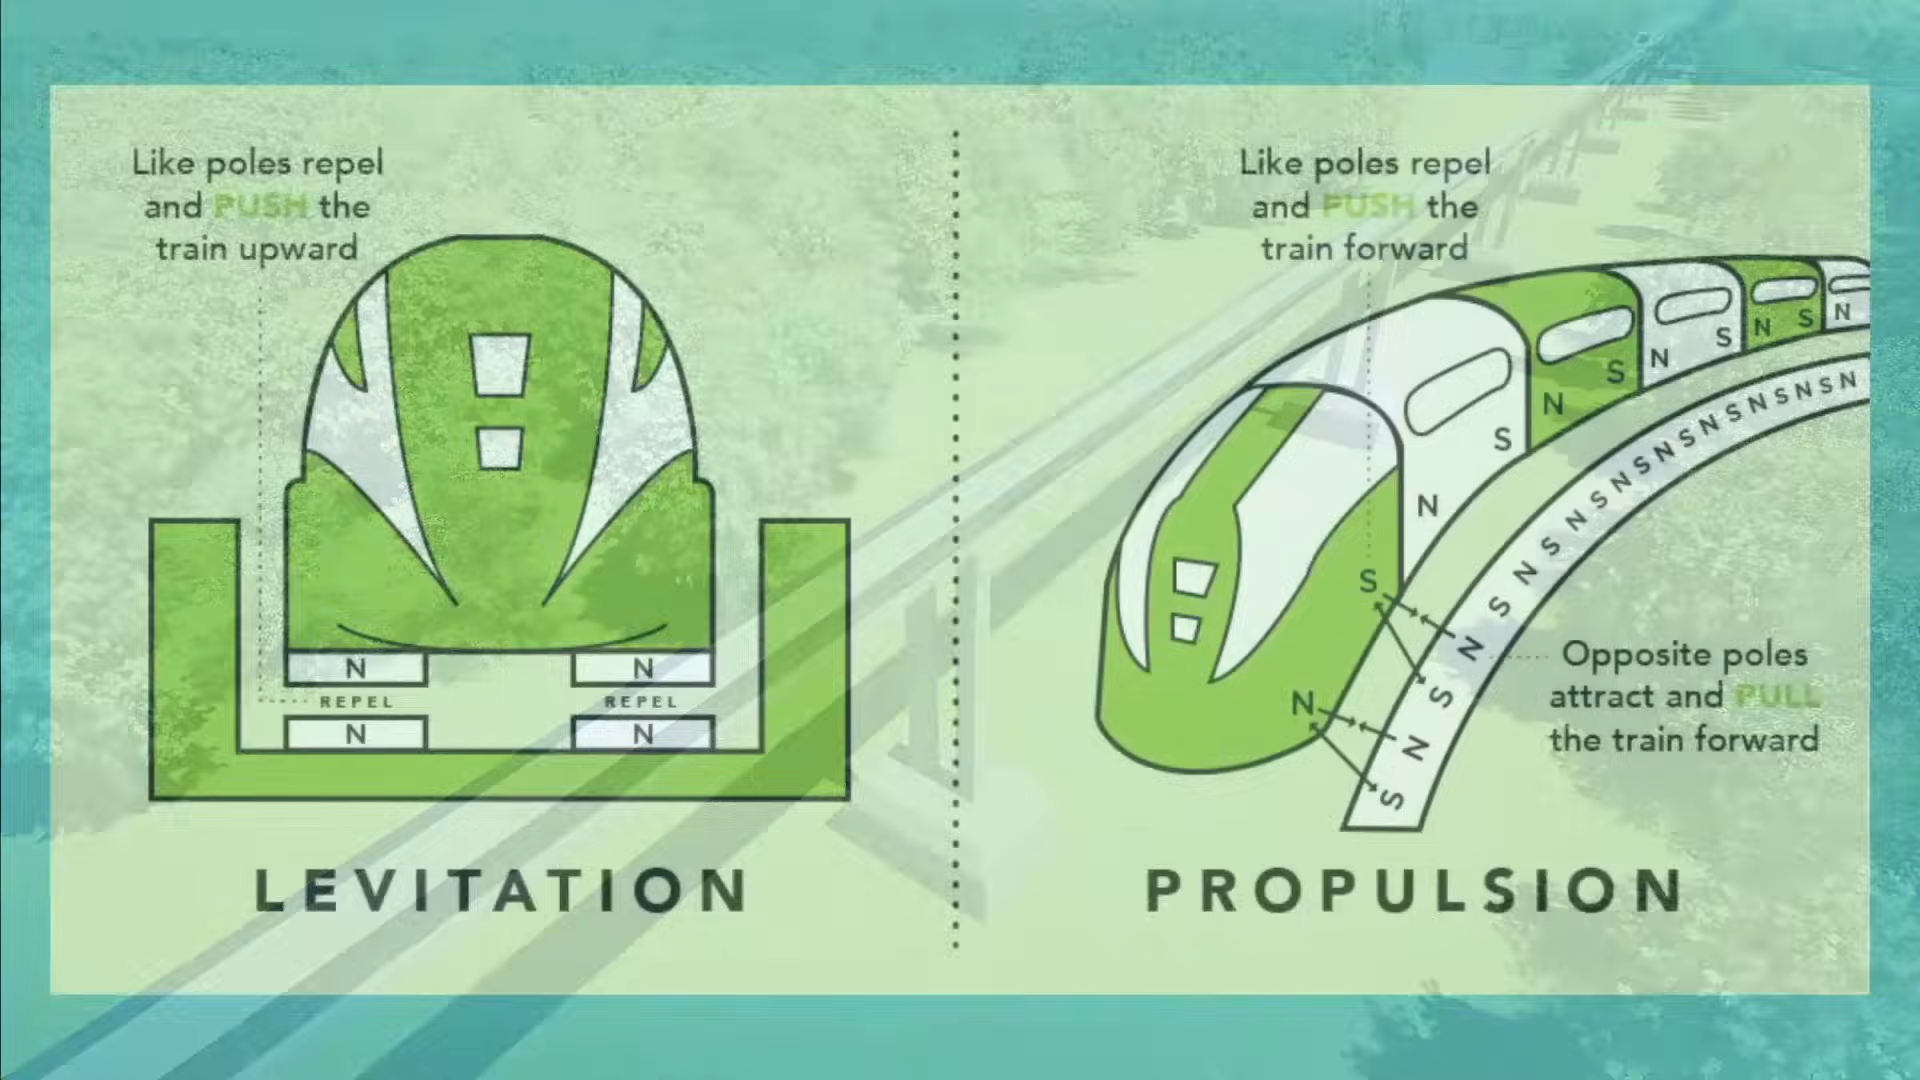 Like poles repel
and PUSH the
train upward
N
N
REPEL
REPEL
N
N
LEVITATION
Like poles repel
and PUSH the
train forward
N S N S N S N S N S
N S N S N S N S N S N S N S N S N S N S N S
Opposite poles
attract and PULL
the train forward
PROPULSION